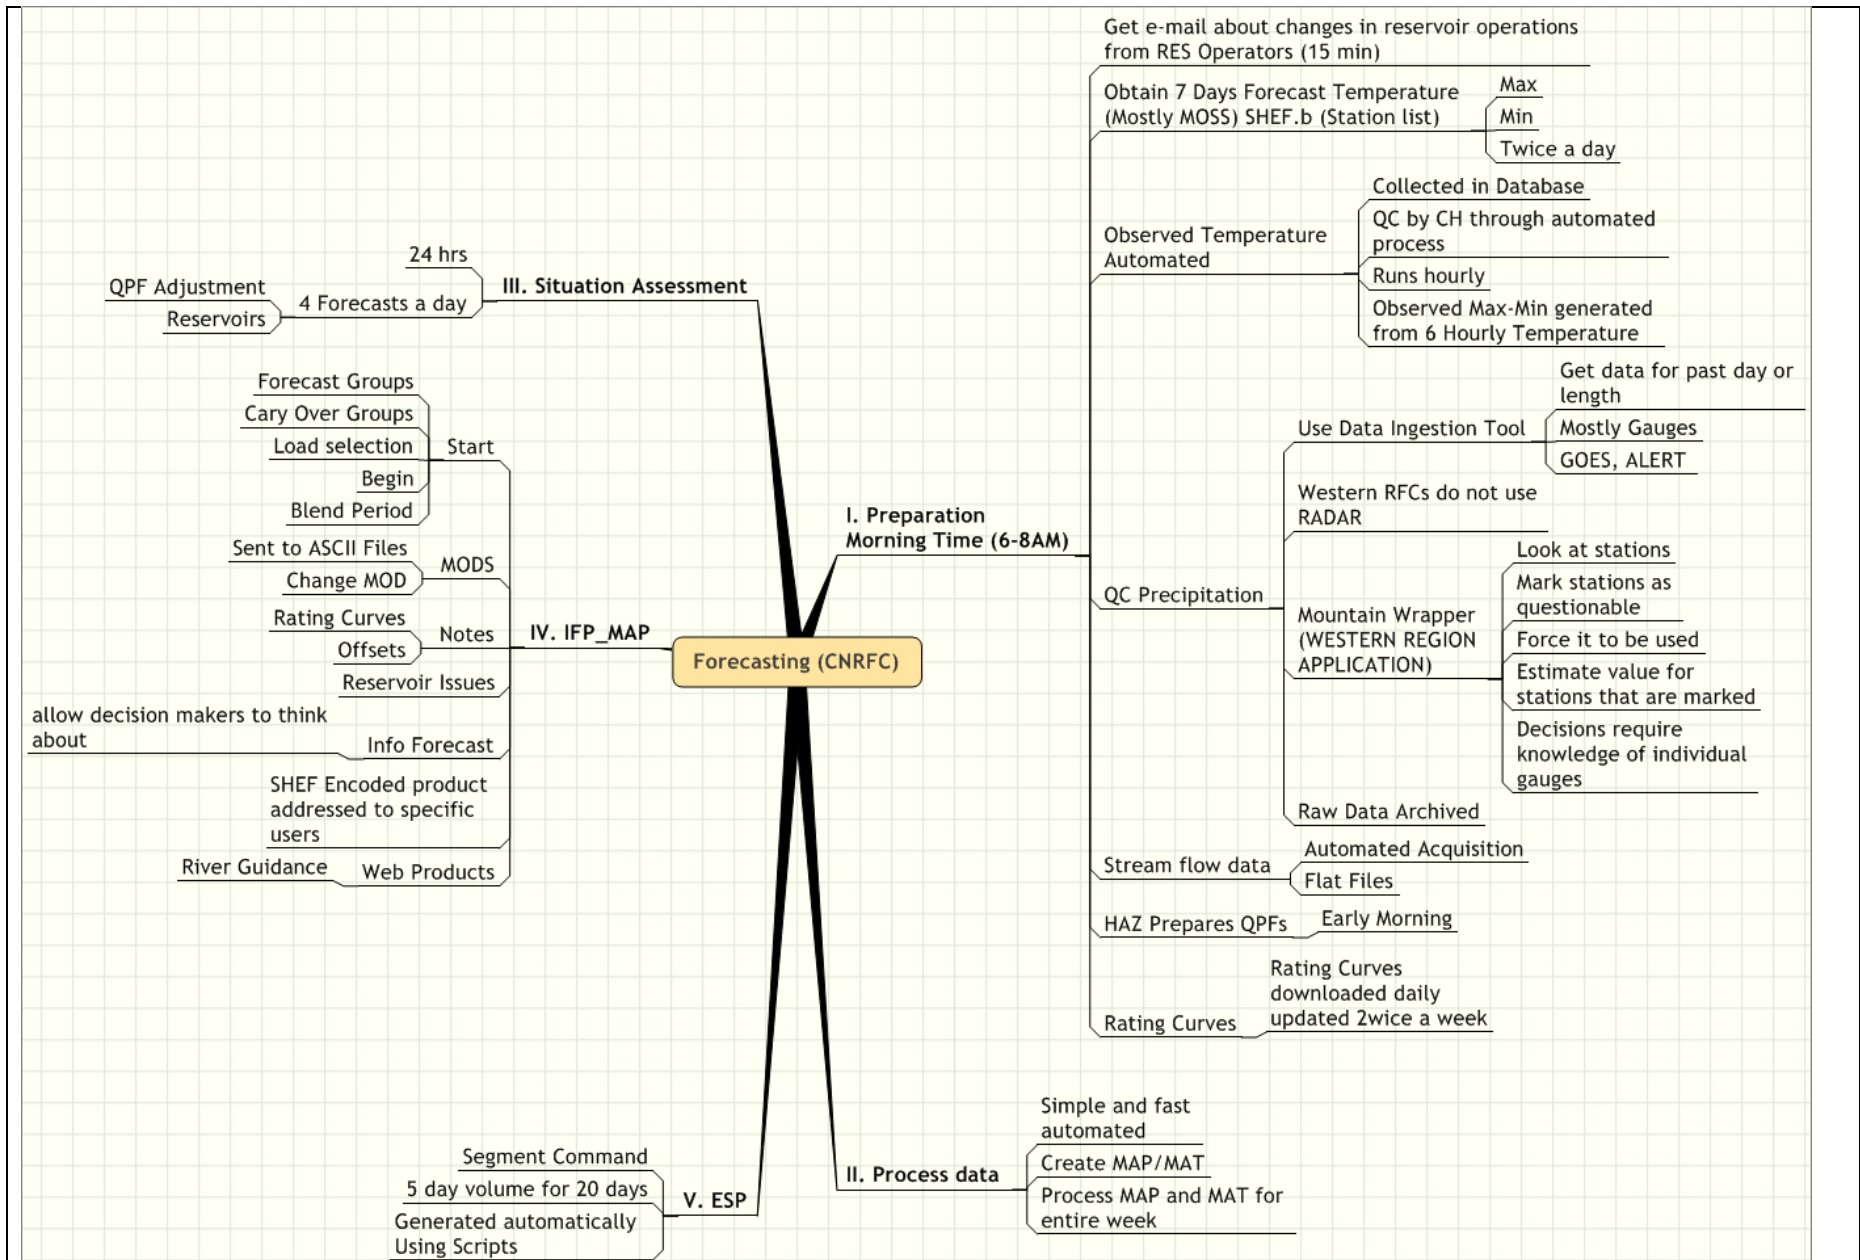 Get e-mail about changes in reservoir operations
from RES Operators (15 min)
Obtain 7 Days Forecast Temperature
(Mostly MOSS) SHEF.b (Station list)
Max
Min
Twice a day
Observed Temperature
Automated
Collected in Database
QC by CH through automated
process
Runs hourly
Observed Max-Min generated
from 6 Hourly Temperature
I. Preparation
Morning Time (6-8AM)
QC Precipitation
Use Data Ingestion Tool
Get data for past day or
length
Mostly Gauges
GOES, ALERT
Western RFCs do not use
RADAR
Mountain Wrapper
(WESTERN REGION
APPLICATION)
Look at stations
Mark stations as
questionable
Force it to be used
Estimate value for
stations that are marked
Decisions require
knowledge of individual
gauges
Raw Data Archived
Stream flow data
Automated Acquisition
Flat Files
HAZ Prepares QPFs
Early Morning
Rating Curves
Rating Curves
downloaded daily
updated 2wice a week
Forecasting (CNRFC)
II. Process data
Simple and fast
automated
Create MAP/MAT
Process MAP and MAT for
entire week
III. Situation Assessment
24 hrs
4 Forecasts a day
QPF Adjustment
Reservoirs
IV. IFP_MAP
Start
Forecast Groups
Cary Over Groups
Load selection
Begin
Blend Period
MODS
Sent to ASCII Files
Change MOD
Notes
Rating Curves
Offsets
Reservoir Issues
Info Forecast
allow decision makers to think
about
SHEF Encoded product
addressed to specific
users
Web Products
River Guidance
V. ESP
Segment Command
5 day volume for 20 days
Generated automatically
Using Scripts